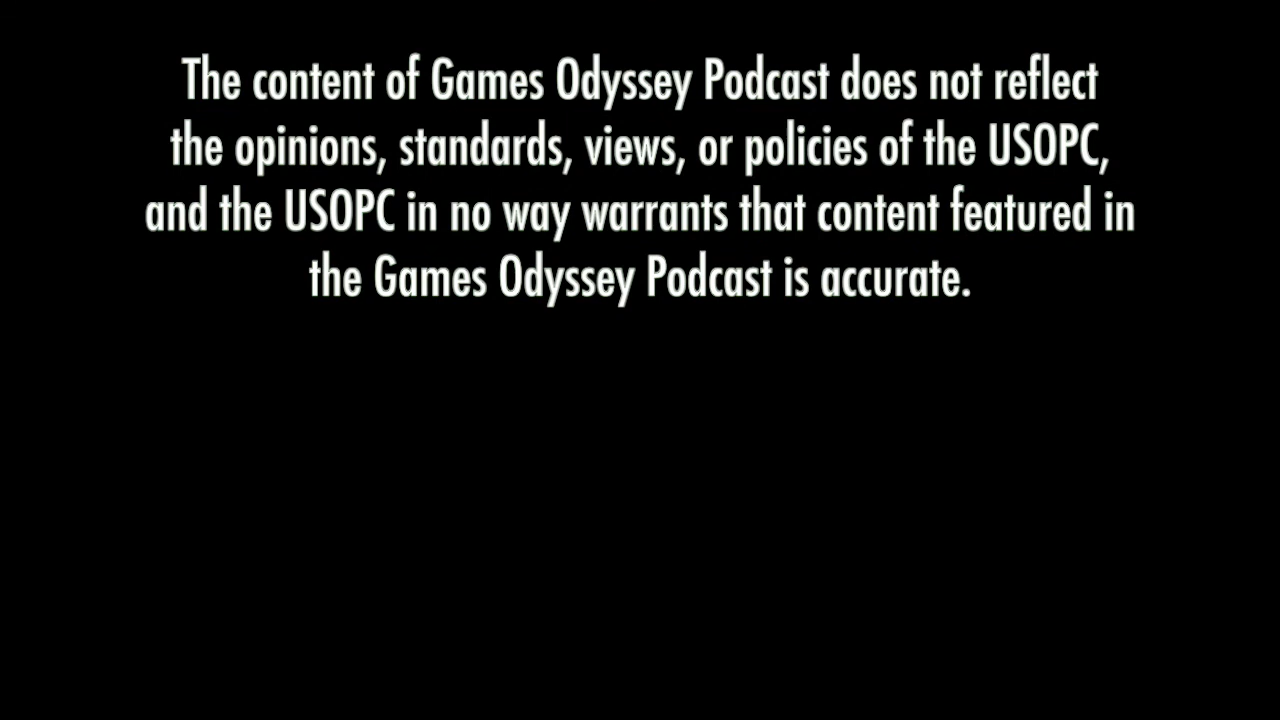 The content of Games Odyssey Podcast does not reflect
the opinions, standards, views, or policies of the USOPC,
and the USOPC in no way warrants that content featured in
the Games Odyssey Podcast is accurate.